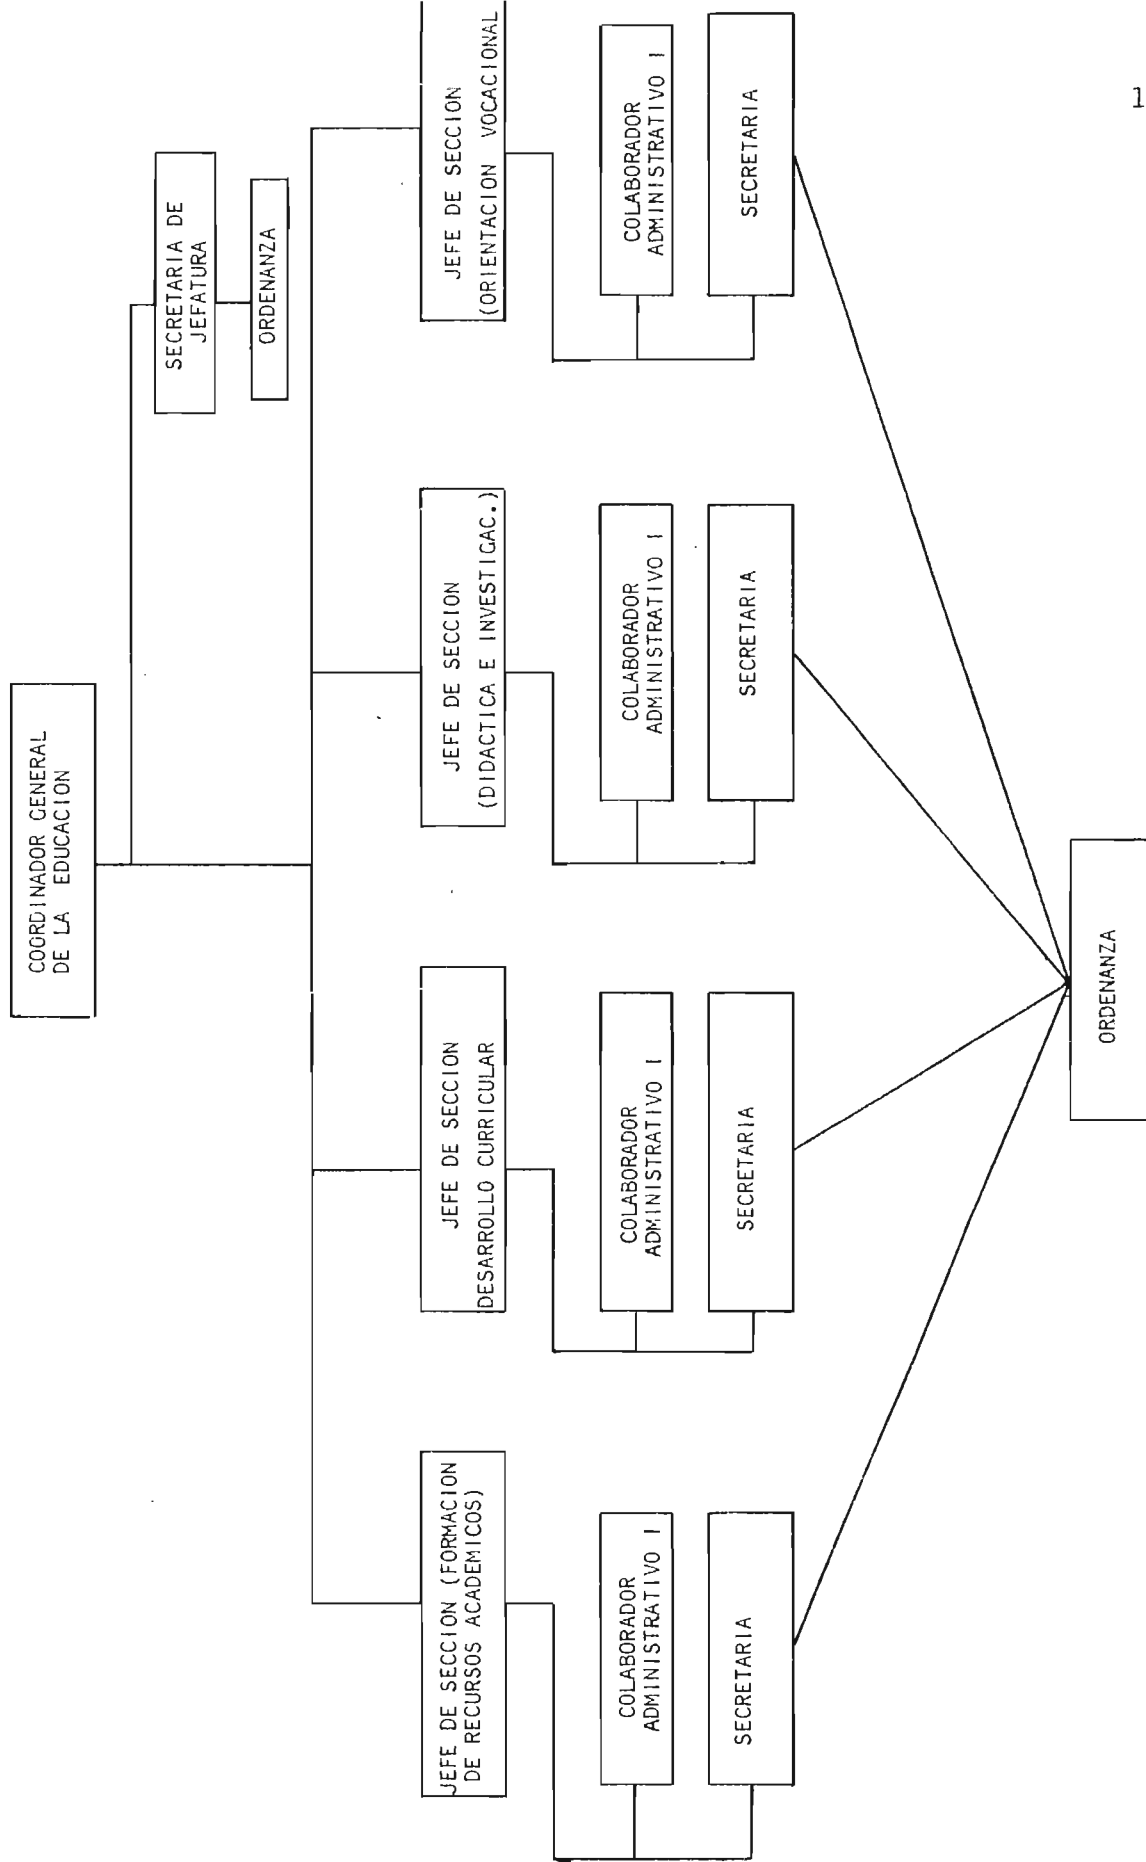 COORDINADOR GENERAL
DE LA EDUCACION
SECRETARIA DE
JEFATURA
ORDENANZA
JEFE DE SECCION (FORMACION
DE RECURSOS ACADEMICOS)
JEFE DE SECCION
DESARROLLO CURRICULAR
JEFE DE SECCION
(DIDACTICA E INVESTIGAC.)
JEFE DE SECCION
(ORIENTACION VOCACIONAL
COLABORADOR
ADMINISTRATIVO I
COLABORADOR
ADMINISTRATIVO I
COLABORADOR
ADMINISTRATIVO I
COLABORADOR
ADMINISTRATIVO I
SECRETARIA
SECRETARIA
SECRETARIA
SECRETARIA
ORDENANZA
1